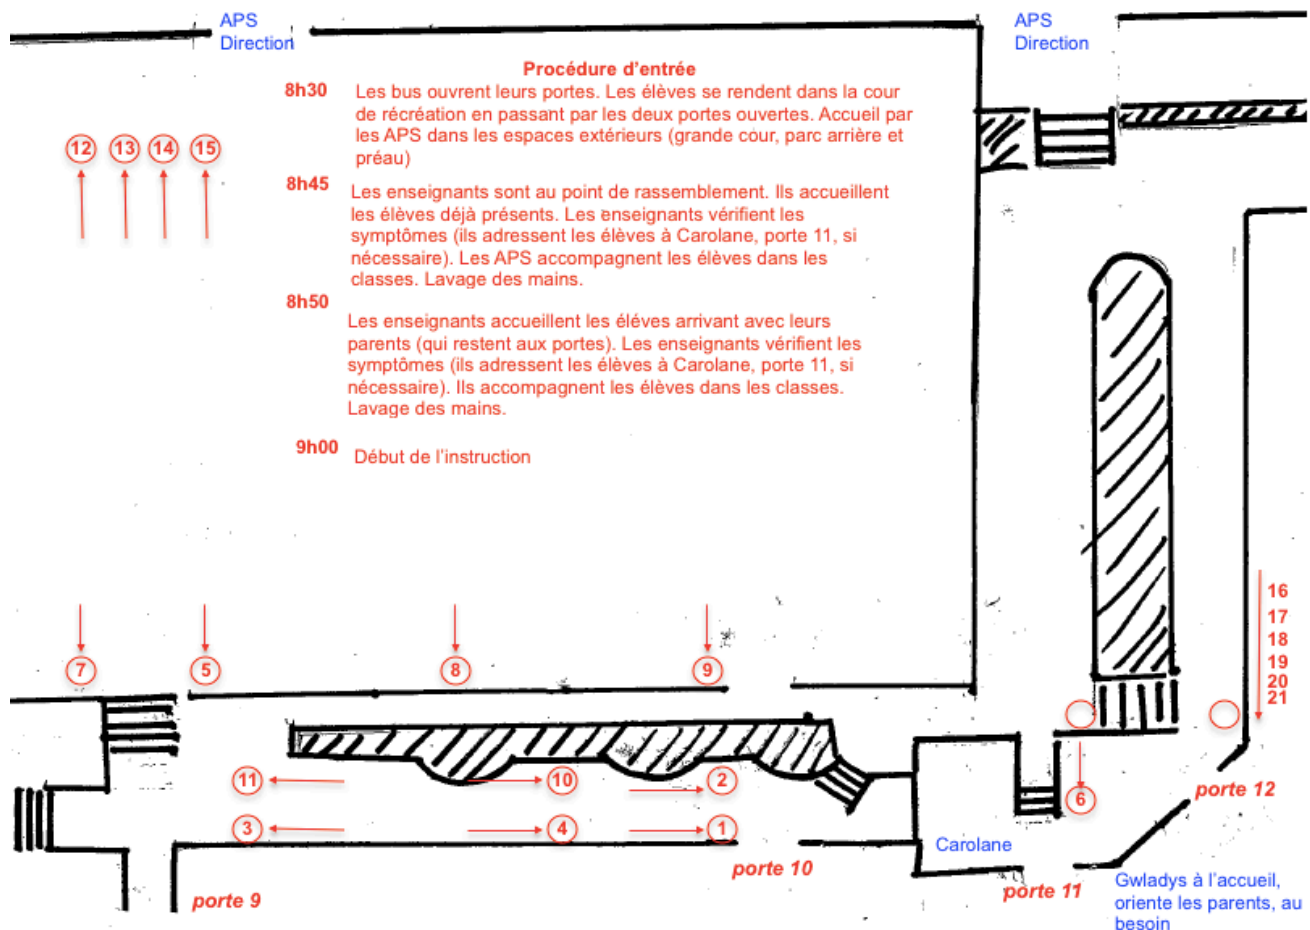 APS
Direction
APS
Direction
Procédure d'entrée
8h30
Les bus ouvrent leurs portes. Les élèves se rendent dans la cour
de récréation en passant par les deux portes ouvertes. Accueil par
les APS dans les espaces extérieurs (grande cour, parc arrière et
préau)
12 13 14 15
8h45
Les enseignants sont au point de rassemblement. Ils accueillent
les élèves déjà présents. Les enseignants vérifient les
symptômes (ils adressent les élèves à Carolane, porte 11, si
nécessaire). Les APS accompagnent les élèves dans les
classes. Lavage des mains.
8h50
Les enseignants accueillent les éléves arrivant avec leurs
parents (qui restent aux portes). Les enseignants vérifient les
symptômes (ils adressent les élèves à Carolane, porte 11, si
nécessaire). Ils accompagnent les élèves dans les classes.
Lavage des mains.
9h00
Début de l'instruction
16
17
18
19
20
21
7 5 8 9
11 10 2
3 4 1
6
porte 12
Carolane
porte 9
porte 10
porte 11
Gwladys à l'accueil,
oriente les parents, au
besoin